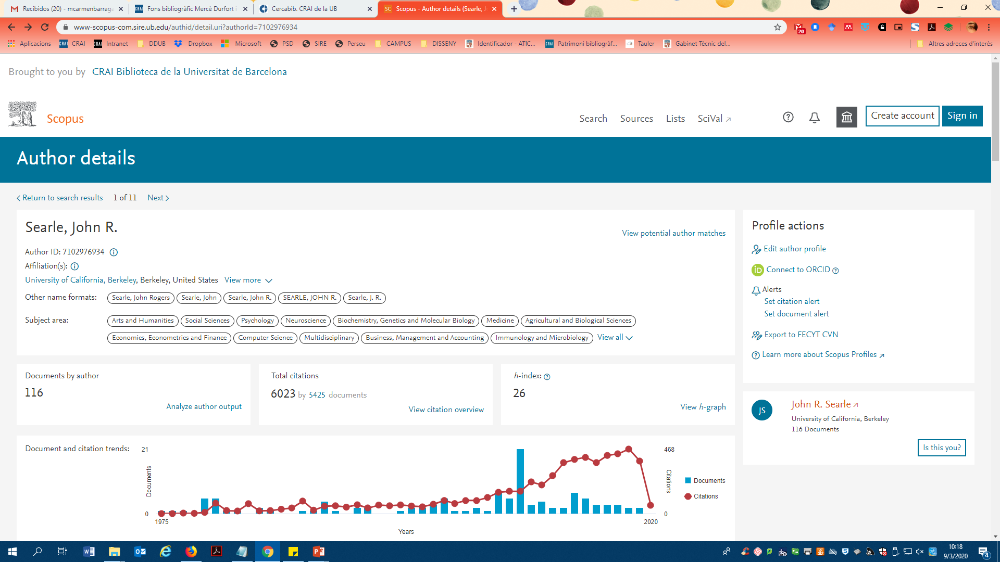 Recibidos (20) - mcarmenbarraga
Fons bibliogràfic Mercè Durfort i
Cercabib. CRAI de la UB
Scopus - Author details (Searle, J
www-scopus-com.sire.ub.edu/authid/detail.uri?authorId=7102976934
20
Aplicacions CRAI Intranet DDUB Dropbox Microsoft PSD SIRE Perseu CAMPUS DISSENY Identificador - ATIC... Patrimoni bibliogràf... Tauler Gabinet Tècnic del... Altres adreces d'interès
Brought to you by CRAI Biblioteca de la Universitat de Barcelona
Scopus
Search Sources Lists SciVal Create account Sign in
Author details
Return to search results 1 of 11 Next
Searle, John R.
View potential author matches
Author ID: 7102976934
Affiliation(s):
University of California, Berkeley, Berkeley, United States View more
Other name formats: Searle, John Rogers Searle, John Searle, John R. SEARLE, JOHN R. Searle, J. R.
Subject area: Arts and Humanities Social Sciences Psychology Neuroscience Biochemistry, Genetics and Molecular Biology Medicine Agricultural and Biological Sciences
Economics, Econometrics and Finance Computer Science Multidisciplinary Business, Management and Accounting Immunology and Microbiology View all
Profile actions
Edit author profile
iD Connect to ORCID
Alerts
Set citation alert
Set document alert
Export to FECYT CVN
Learn more about Scopus Profiles
Documents by author
116
Analyze author output
Total citations
6023 by 5425 documents
View citation overview
h-index:
26
View h-graph
JS
John R. Searle
University of California, Berkeley
116 Documents
Is this you?
Document and citation trends:
21
468
Documents
Citations
Documents
Citations
0
0
1975
2020
Years
10:18
9/3/2020
4